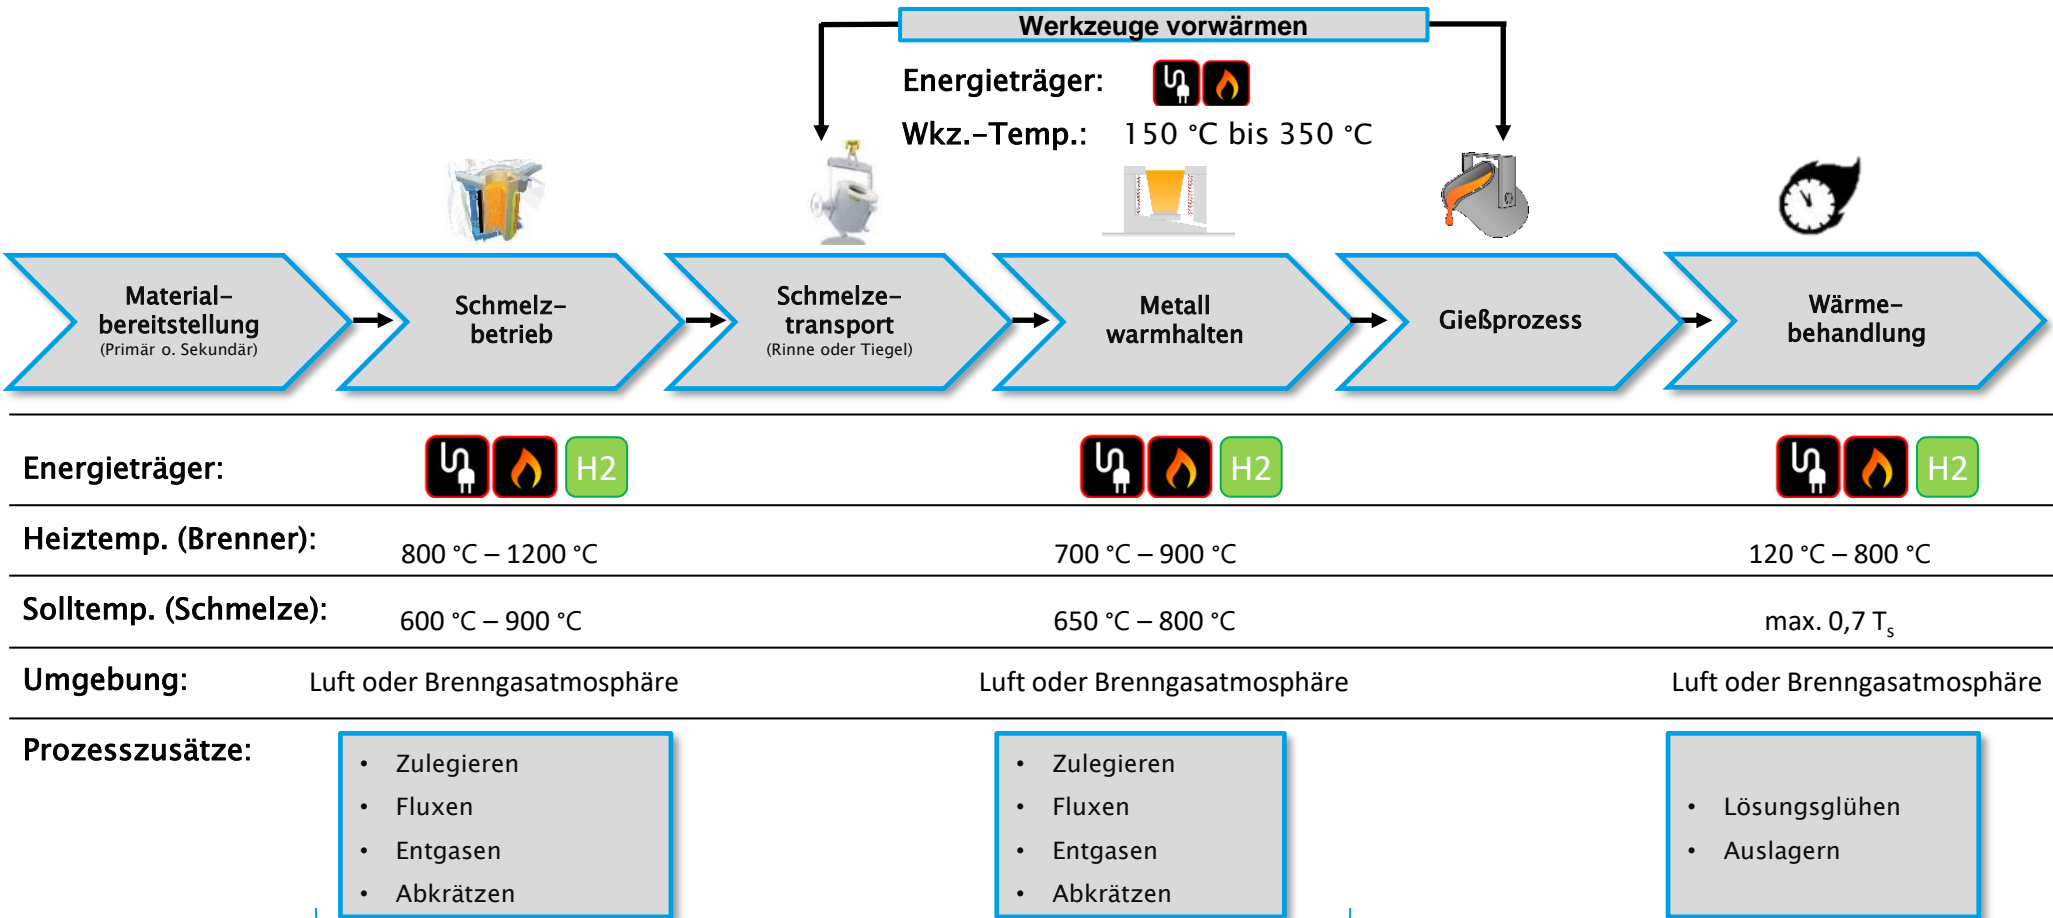 Werkzeuge vorwärmen
Energieträger:
Wkz.-Temp.: 150 °C bis 350 °C
Material-
bereitstellung
(Primär o. Sekundär)
Schmelz-
betrieb
Schmelze-
transport
(Rinne oder Tiegel)
Metall
warmhalten
Gießprozess
Wärme-
behandlung
Energieträger: H2 H2 H2
Heiztemp. (Brenner): 800 °C – 1200 °C 700 °C – 900 °C 120 °C – 800 °C
Solltemp. (Schmelze): 600 °C – 900 °C 650 °C – 800 °C max. 0,7 Ts
Umgebung: Luft oder Brenngasatmosphäre Luft oder Brenngasatmosphäre Luft oder Brenngasatmosphäre
Prozesszusätze:
• Zulegieren
• Fluxen
• Entgasen
• Abkrätzen
• Zulegieren
• Fluxen
• Entgasen
• Abkrätzen
• Lösungsglühen
• Auslagern